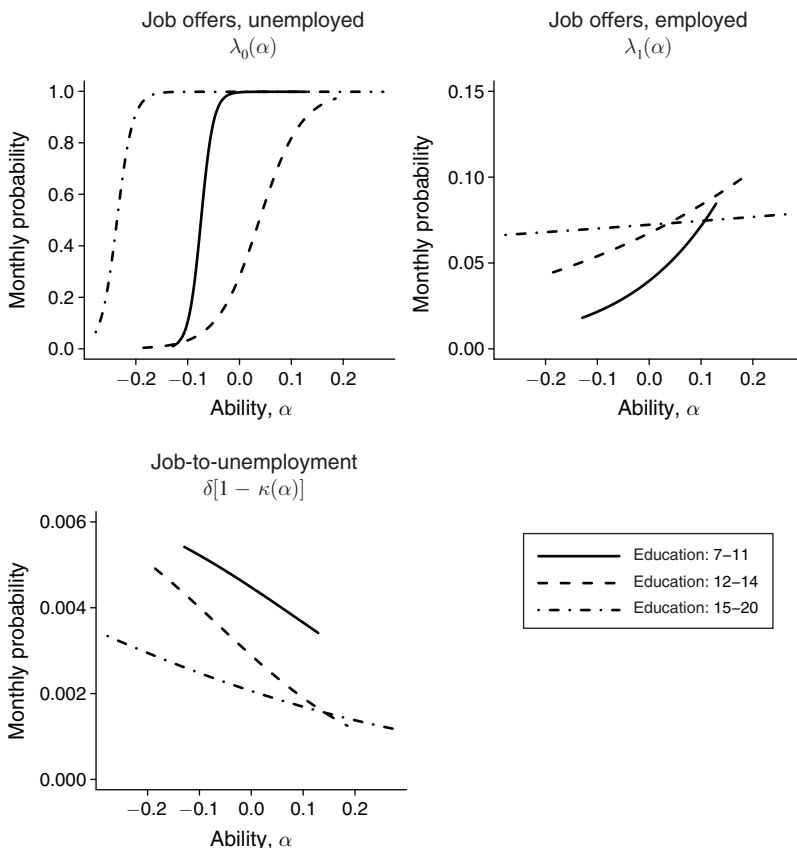 Job offers, unemployed
λ₀(α)
Monthly probability
1.0
0.8
0.6
0.4
0.2
0.0
−0.2 −0.1 0.0 0.1 0.2
Ability, α
Job offers, employed
λ₁(α)
Monthly probability
0.15
0.10
0.05
0.00
−0.2 −0.1 0.0 0.1 0.2
Ability, α
Job-to-unemployment
δ[1 − κ(α)]
Monthly probability
0.006
0.004
0.002
0.000
−0.2 −0.1 0.0 0.1 0.2
Ability, α
Education: 7–11
Education: 12–14
Education: 15–20